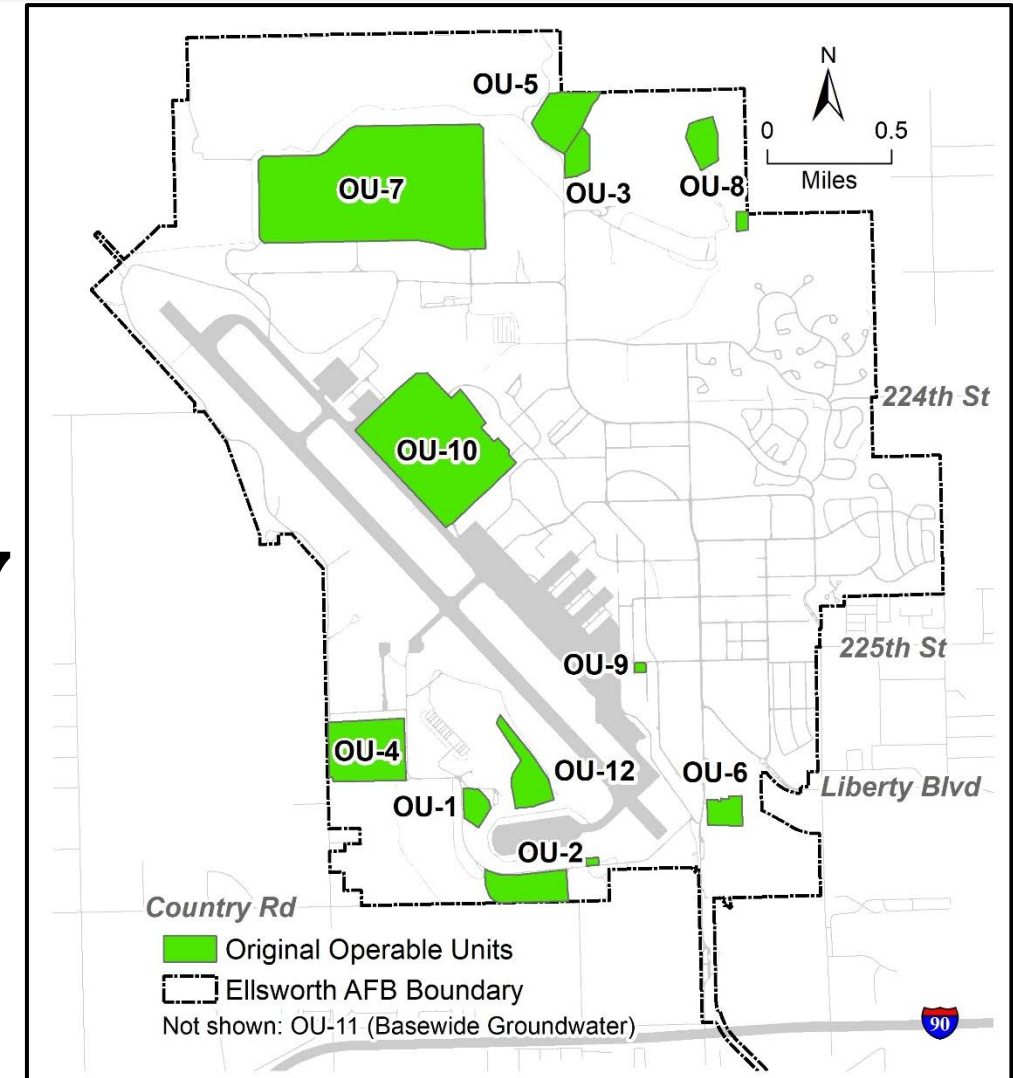 N
OU-5
0 0.5
Miles
OU-7
OU-3
OU-8
224th St
OU-10
225th St
OU-9
OU-4
OU-12
OU-6
Liberty Blvd
OU-1
OU-2
Country Rd
Original Operable Units
Ellsworth AFB Boundary
Not shown: OU-11 (Basewide Groundwater)
90